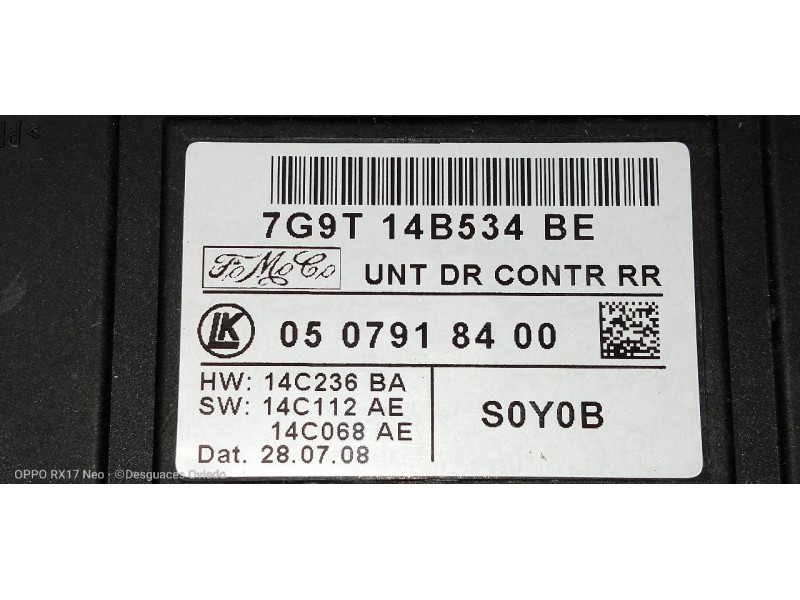 7G9T 14B534 BE
FoMoCo UNT DR CONTR RR
LK 05 0791 84 00
HW: 14C236 BA
SW: 14C112 AE
14C068 AE
Dat. 28.07.08
S0Y0B
OPPO RX17 Neo · ©Desguaces Oviedo